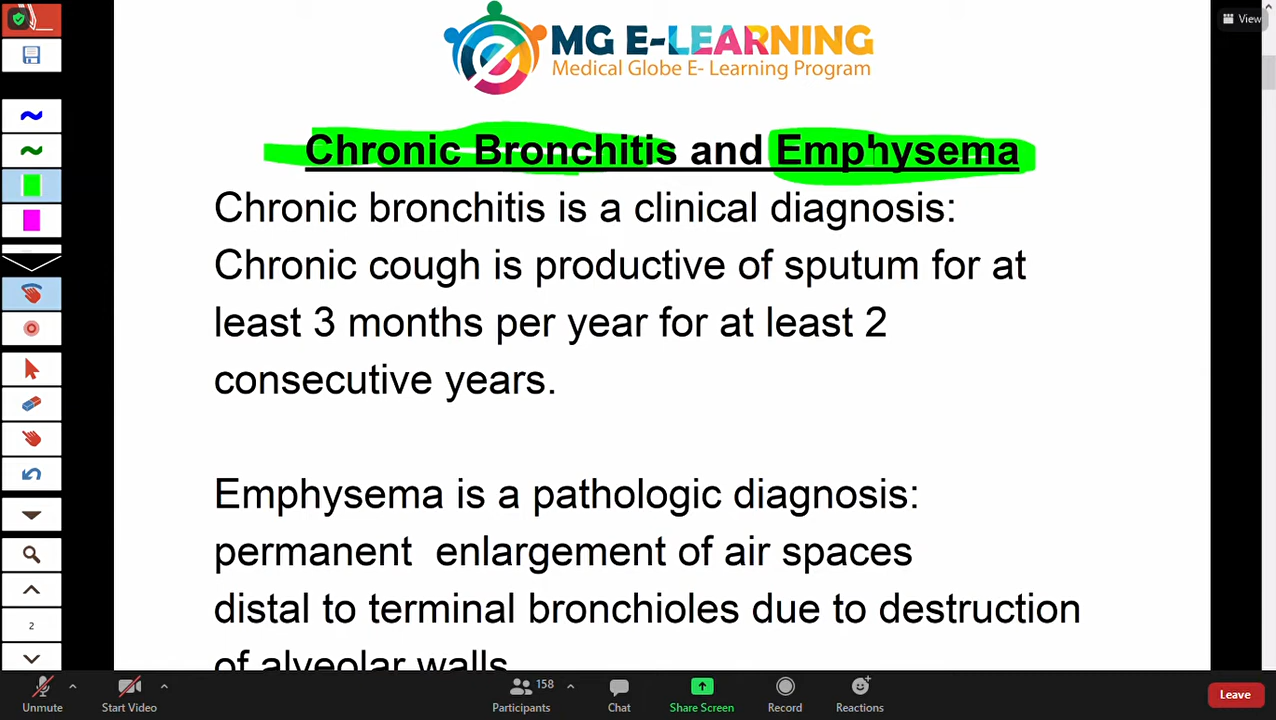 View
MG E-LEARNING
Medical Globe E- Learning Program
Chronic Bronchitis and Emphysema
Chronic bronchitis is a clinical diagnosis:
Chronic cough is productive of sputum for at
least 3 months per year for at least 2
consecutive years.
Emphysema is a pathologic diagnosis:
permanent enlargement of air spaces
distal to terminal bronchioles due to destruction
of alveolar walls
2
Unmute
Start Video
158
Participants
Chat
Share Screen
Record
Reactions
Leave